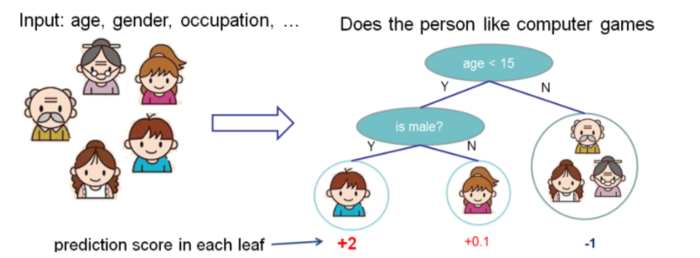 Input: age, gender, occupation, ...
Does the person like computer games
age < 15
Y
N
is male?
Y
N
prediction score in each leaf
+2
+0.1
-1